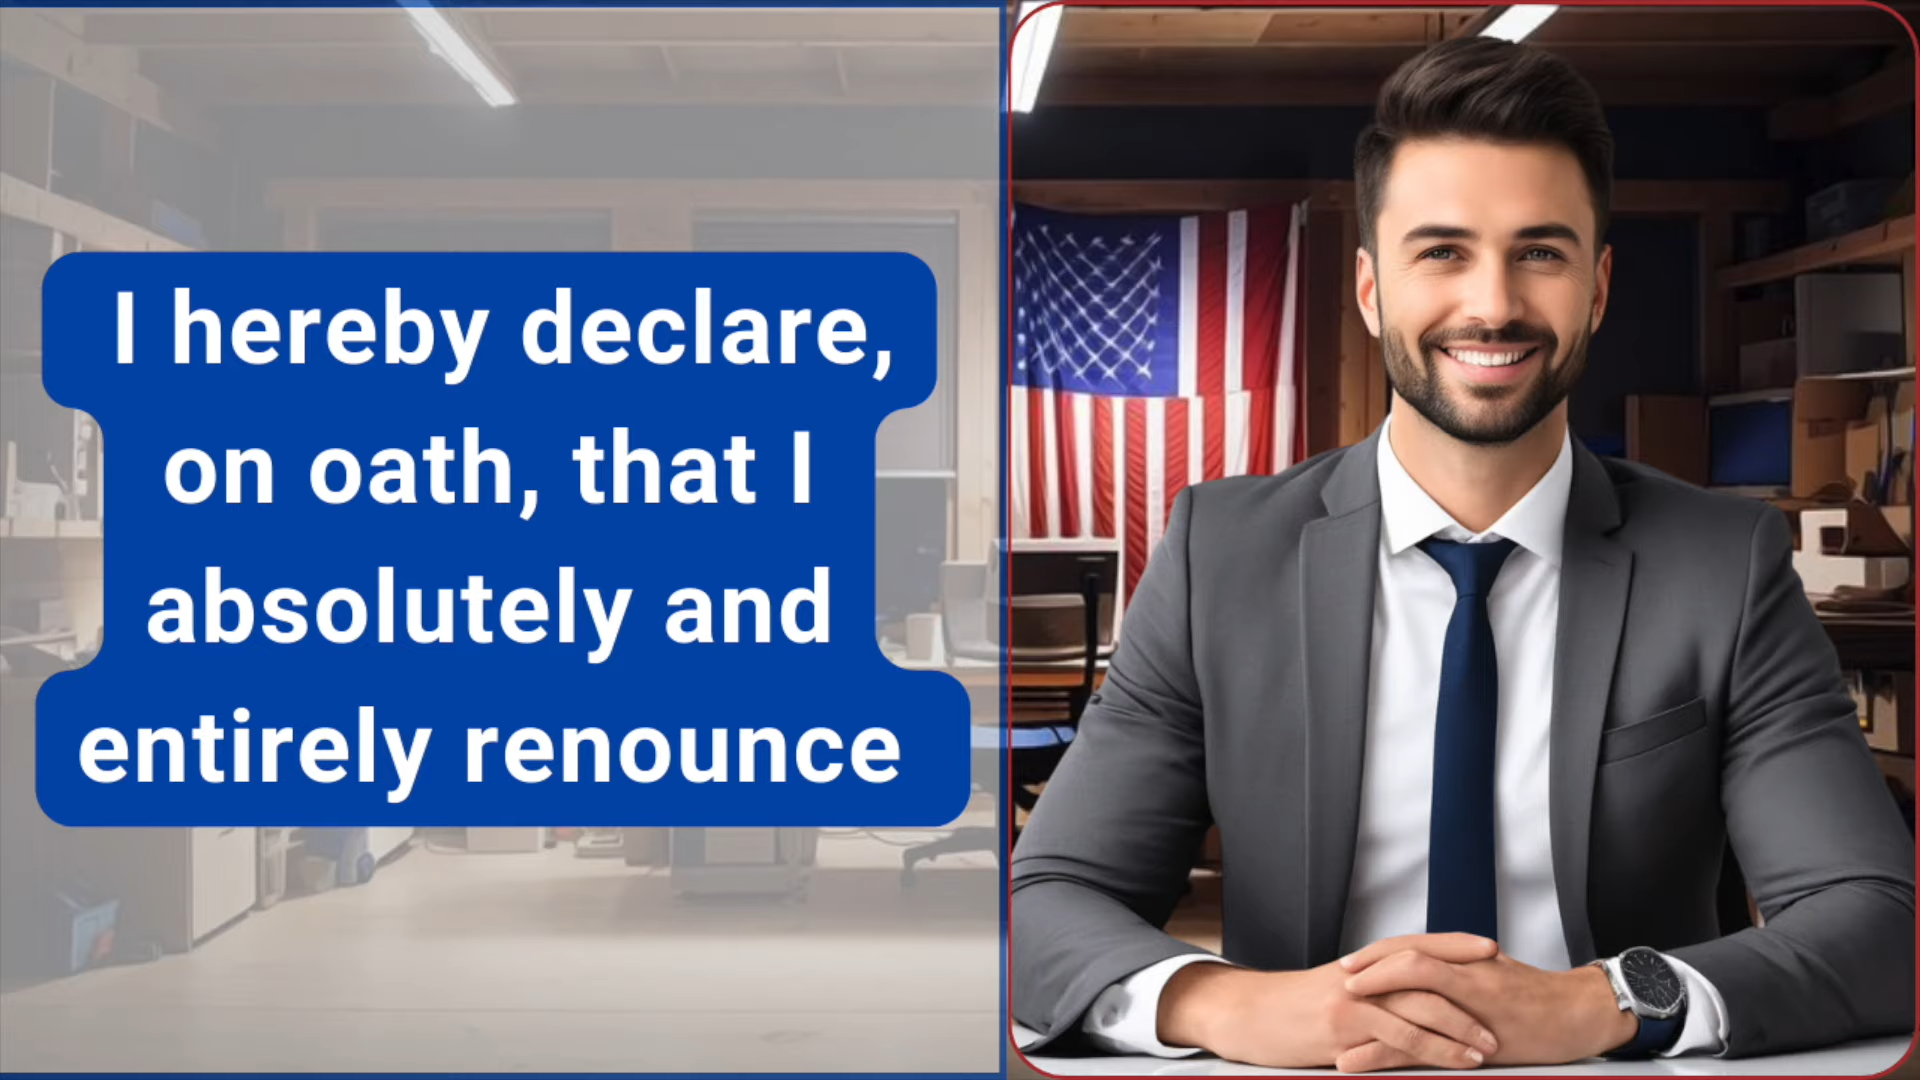 I hereby declare,
on oath, that I
absolutely and
entirely renounce